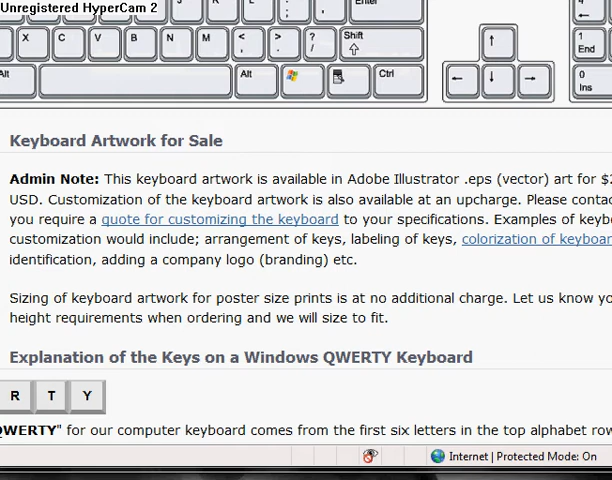 Unregistered HyperCam 2
Enter
X C V B N M < , > . ? / Shift
1 End
Alt Alt Ctrl
0 Ins
Keyboard Artwork for Sale
Admin Note: This keyboard artwork is available in Adobe Illustrator .eps (vector) art for
USD. Customization of the keyboard artwork is also available at an upcharge. Please
you require a quote for customizing the keyboard to your specifications. Examples of
customization would include; arrangement of keys, labeling of keys, colorization of
identification, adding a company logo (branding) etc.
Sizing of keyboard artwork for poster size prints is at no additional charge. Let us know
height requirements when ordering and we will size to fit.
Explanation of the Keys on a Windows QWERTY Keyboard
R T Y
QWERTY" for our computer keyboard comes from the first six letters in the top alphabet
Internet | Protected Mode: On